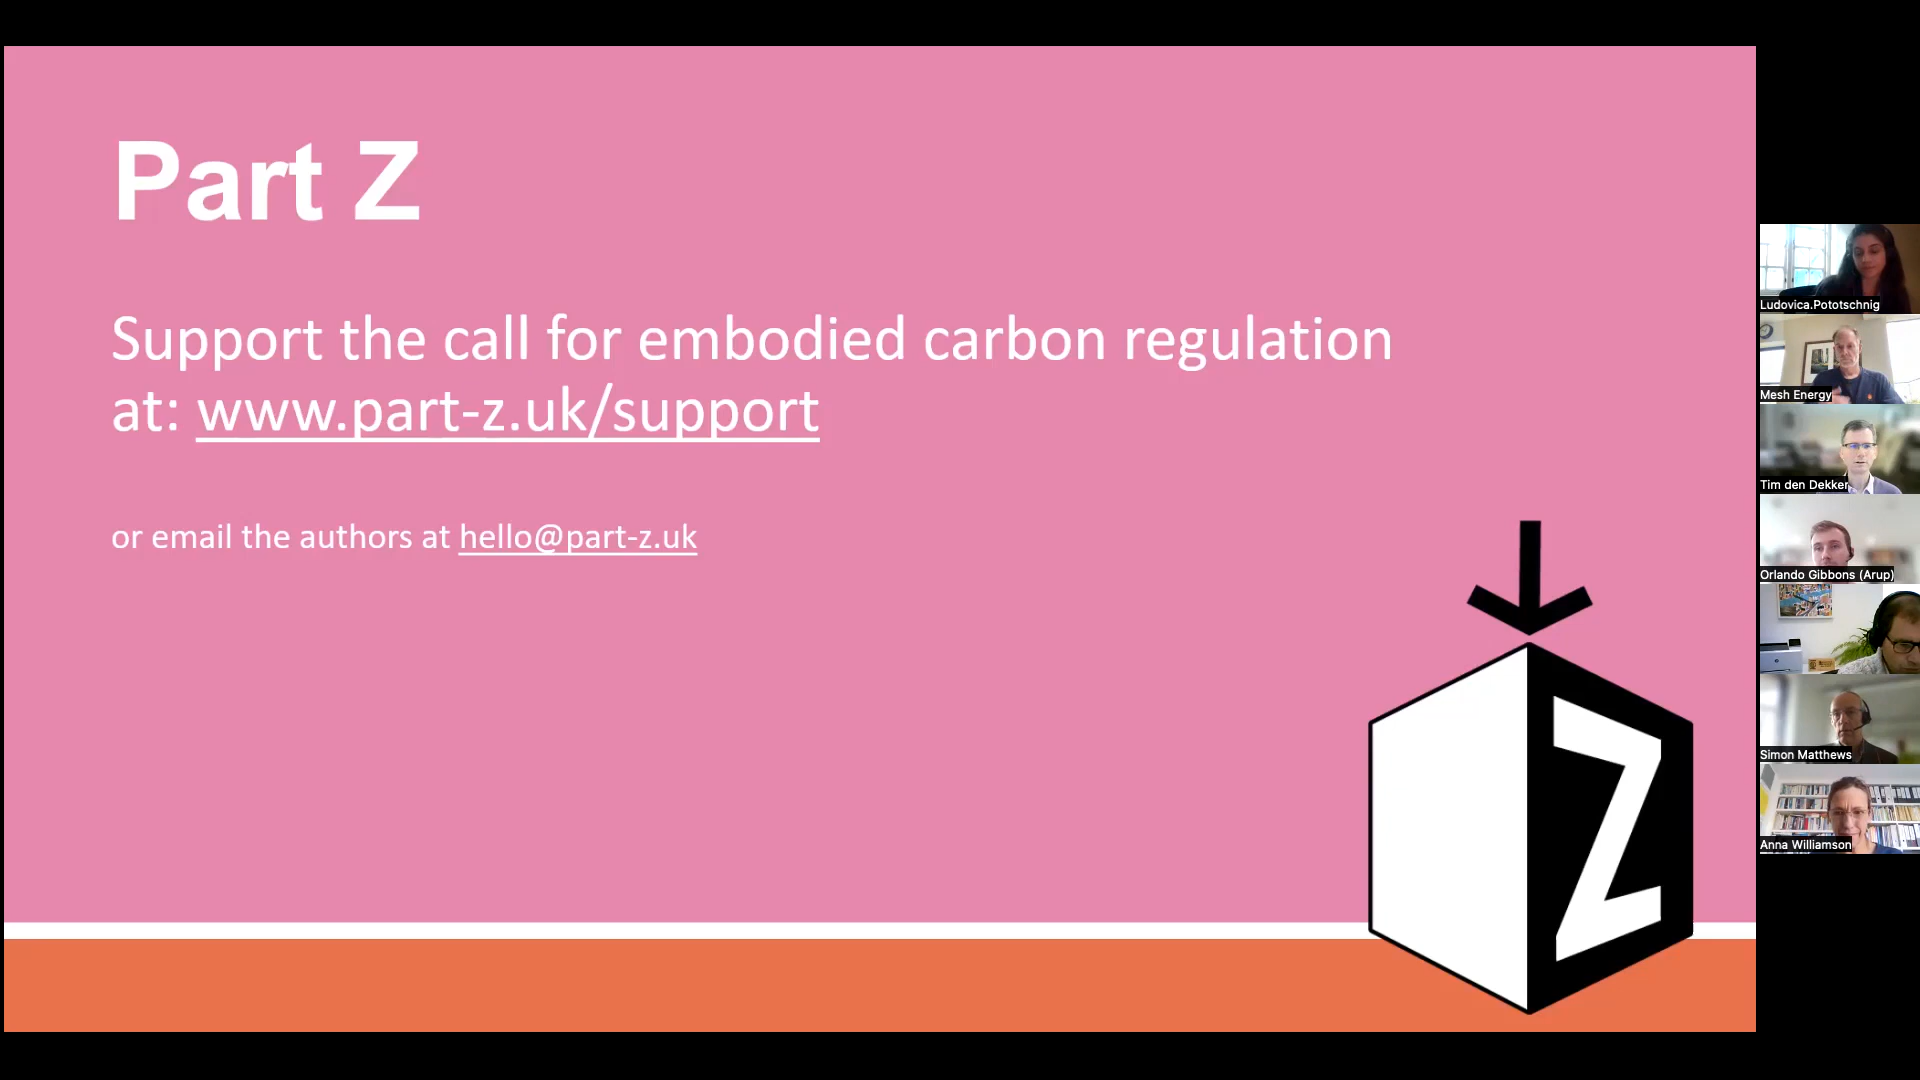 Part Z
Support the call for embodied carbon regulation
at: www.part-z.uk/support
or email the authors at hello@part-z.uk
Z
Ludovica.Pototschnig
Mesh Energy
Tim den Dekker
Orlando Gibbons (Arup)
Simon Matthews
Anna Williamson